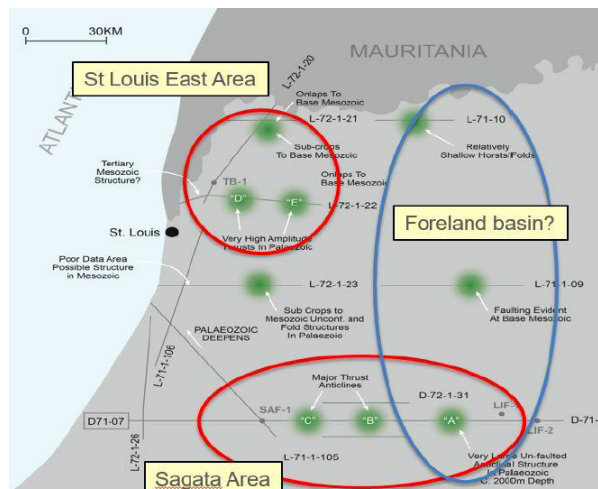 0 30KM
MAURITANIA
St Louis East Area
L-72-1-20
ATLANT
Onlaps To
Base Mesozoic
L-72-1-21
L-71-10
Sub-crops
To Base Mesozoic
Relatively
Shallow Horsts/Folds
Tertiary
Mesozoic
Structure?
TB-1
Onlaps To
Base Mesozoic
"D"
"E"
L-72-1-22
St. Louis
Very High Amplitude
Thrusts In Palaeozoic
Foreland basin?
Poor Data Area
Possible Structure
in Mesozoic
L-72-1-23
L-71-1-09
Sub Crops to
Mesozoic Unconf. and
Fold Structures
In Palaeozoic
Faulting Evident
At Base Mesozoic
PALAEOZOIC
DEEPENS
L-71-1-106
Major Thrust
Anticlines
D-72-1-31
D71-07
SAF-1
"C"
"B"
"A"
LIF-
D-71-
LIF-2
L-72-1-26
L-71-1-105
Very Large Un-faulted
Anticlinal Structure
In Palaeozoic
C. 2000m Depth
Sagata Area